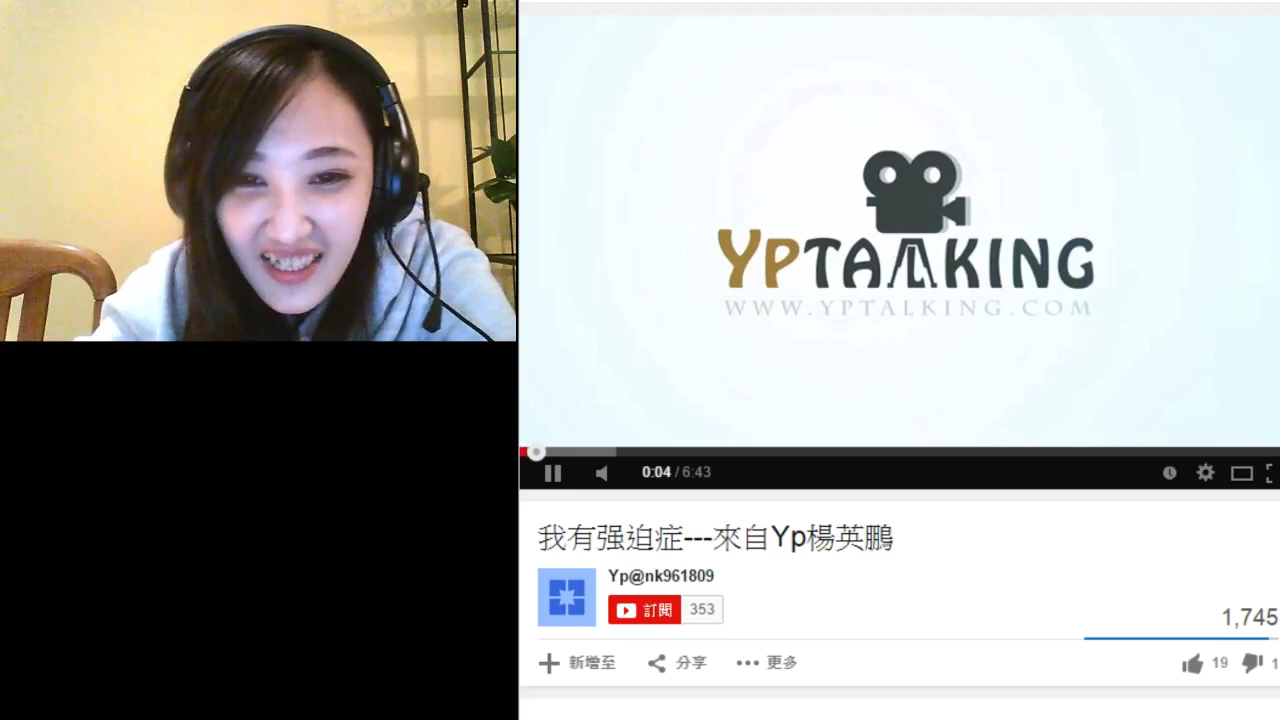 YPTALKING
WWW.YPTALKING.COM
0:04 / 6:43
我有强迫症---來自Yp楊英鵬
Yp@nk961809
訂閱 353
1,745
新增至 分享 更多
19 1